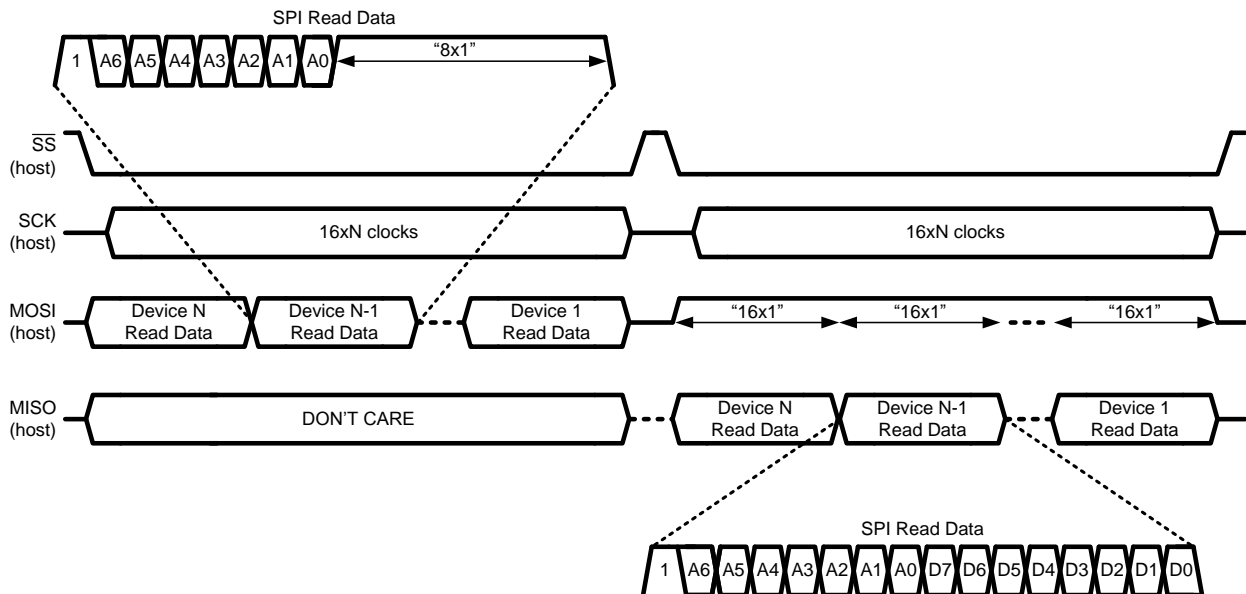 SPI Read Data
1 A6 A5 A4 A3 A2 A1 A0 “8x1”
SS
(host)
SCK
(host)
16xN clocks
16xN clocks
MOSI
(host)
Device N
Read Data
Device N-1
Read Data
Device 1
Read Data
“16x1” “16x1” “16x1”
MISO
(host)
DON’T CARE
Device N
Read Data
Device N-1
Read Data
Device 1
Read Data
SPI Read Data
1 A6 A5 A4 A3 A2 A1 A0 D7 D6 D5 D4 D3 D2 D1 D0